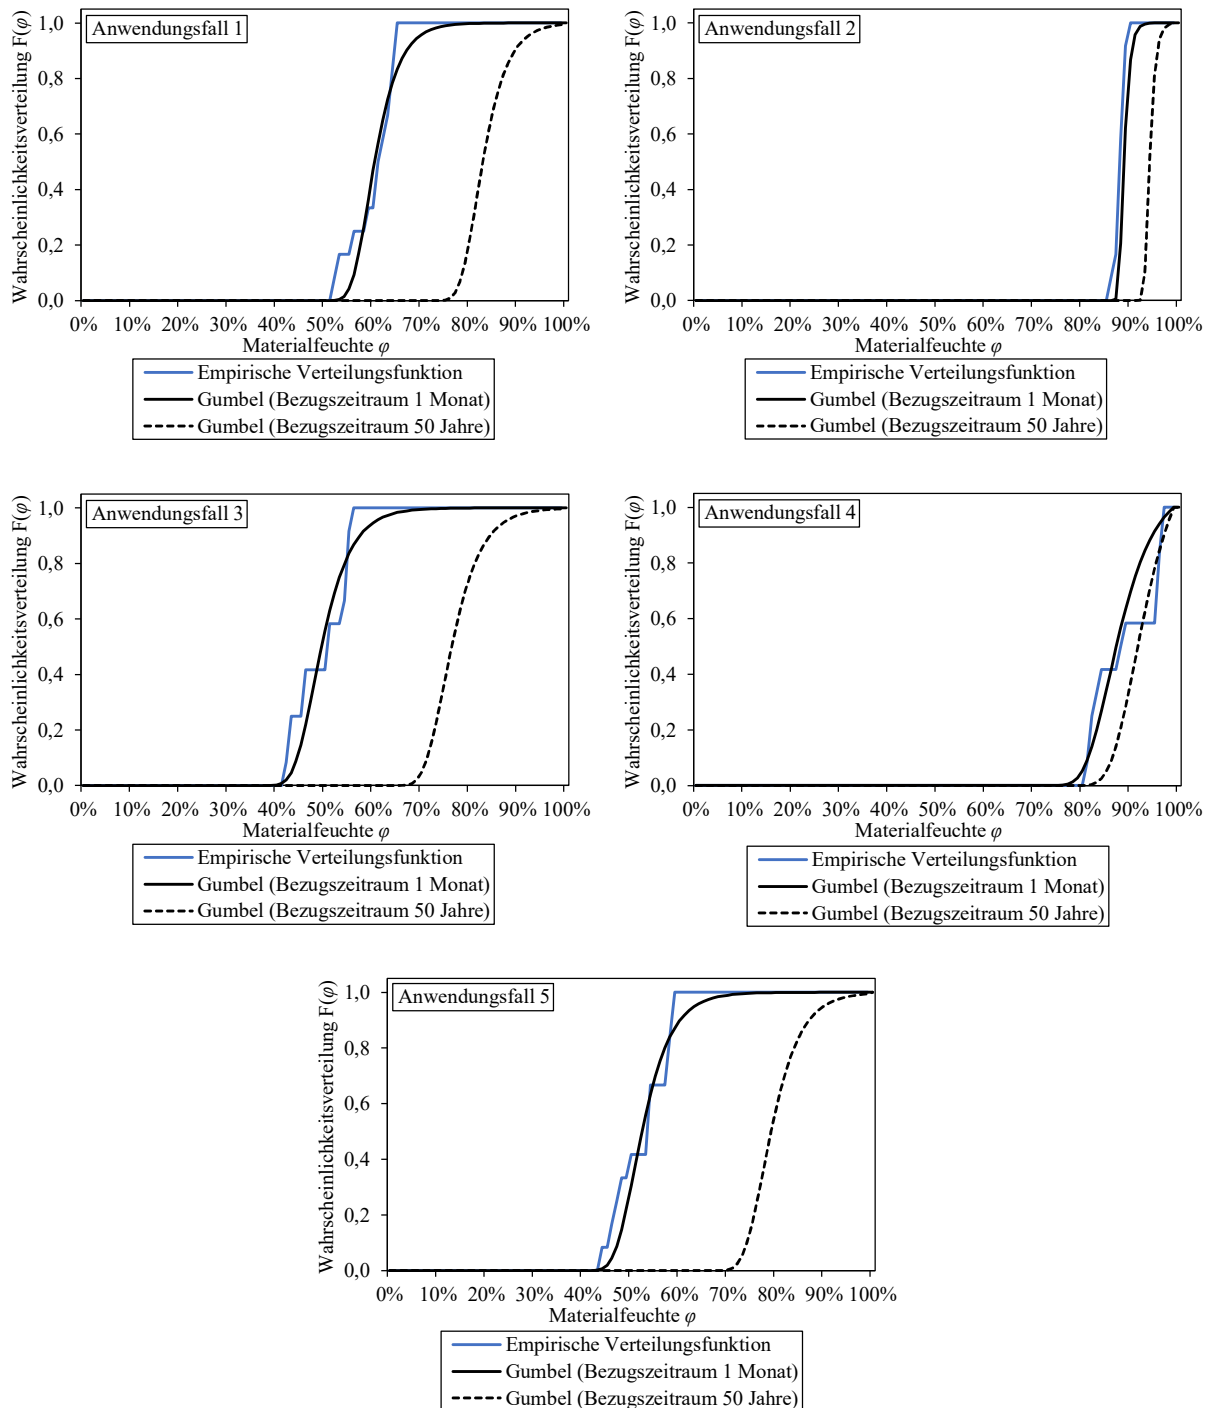 Wahrscheinlichkeitsverteilung F(φ)
Anwendungsfall 1
1,0
0,8
0,6
0,4
0,2
0,0
0% 10% 20% 30% 40% 50% 60% 70% 80% 90% 100%
Materialfeuchte φ
Empirische Verteilungsfunktion
Gumbel (Bezugszeitraum 1 Monat)
Gumbel (Bezugszeitraum 50 Jahre)
Wahrscheinlichkeitsverteilung F(φ)
Anwendungsfall 2
1,0
0,8
0,6
0,4
0,2
0,0
0% 10% 20% 30% 40% 50% 60% 70% 80% 90% 100%
Materialfeuchte φ
Empirische Verteilungsfunktion
Gumbel (Bezugszeitraum 1 Monat)
Gumbel (Bezugszeitraum 50 Jahre)
Wahrscheinlichkeitsverteilung F(φ)
Anwendungsfall 3
1,0
0,8
0,6
0,4
0,2
0,0
0% 10% 20% 30% 40% 50% 60% 70% 80% 90% 100%
Materialfeuchte φ
Empirische Verteilungsfunktion
Gumbel (Bezugszeitraum 1 Monat)
Gumbel (Bezugszeitraum 50 Jahre)
Wahrscheinlichkeitsverteilung F(φ)
Anwendungsfall 4
1,0
0,8
0,6
0,4
0,2
0,0
0% 10% 20% 30% 40% 50% 60% 70% 80% 90% 100%
Materialfeuchte φ
Empirische Verteilungsfunktion
Gumbel (Bezugszeitraum 1 Monat)
Gumbel (Bezugszeitraum 50 Jahre)
Wahrscheinlichkeitsverteilung F(φ)
Anwendungsfall 5
1,0
0,8
0,6
0,4
0,2
0,0
0% 10% 20% 30% 40% 50% 60% 70% 80% 90% 100%
Materialfeuchte φ
Empirische Verteilungsfunktion
Gumbel (Bezugszeitraum 1 Monat)
Gumbel (Bezugszeitraum 50 Jahre)